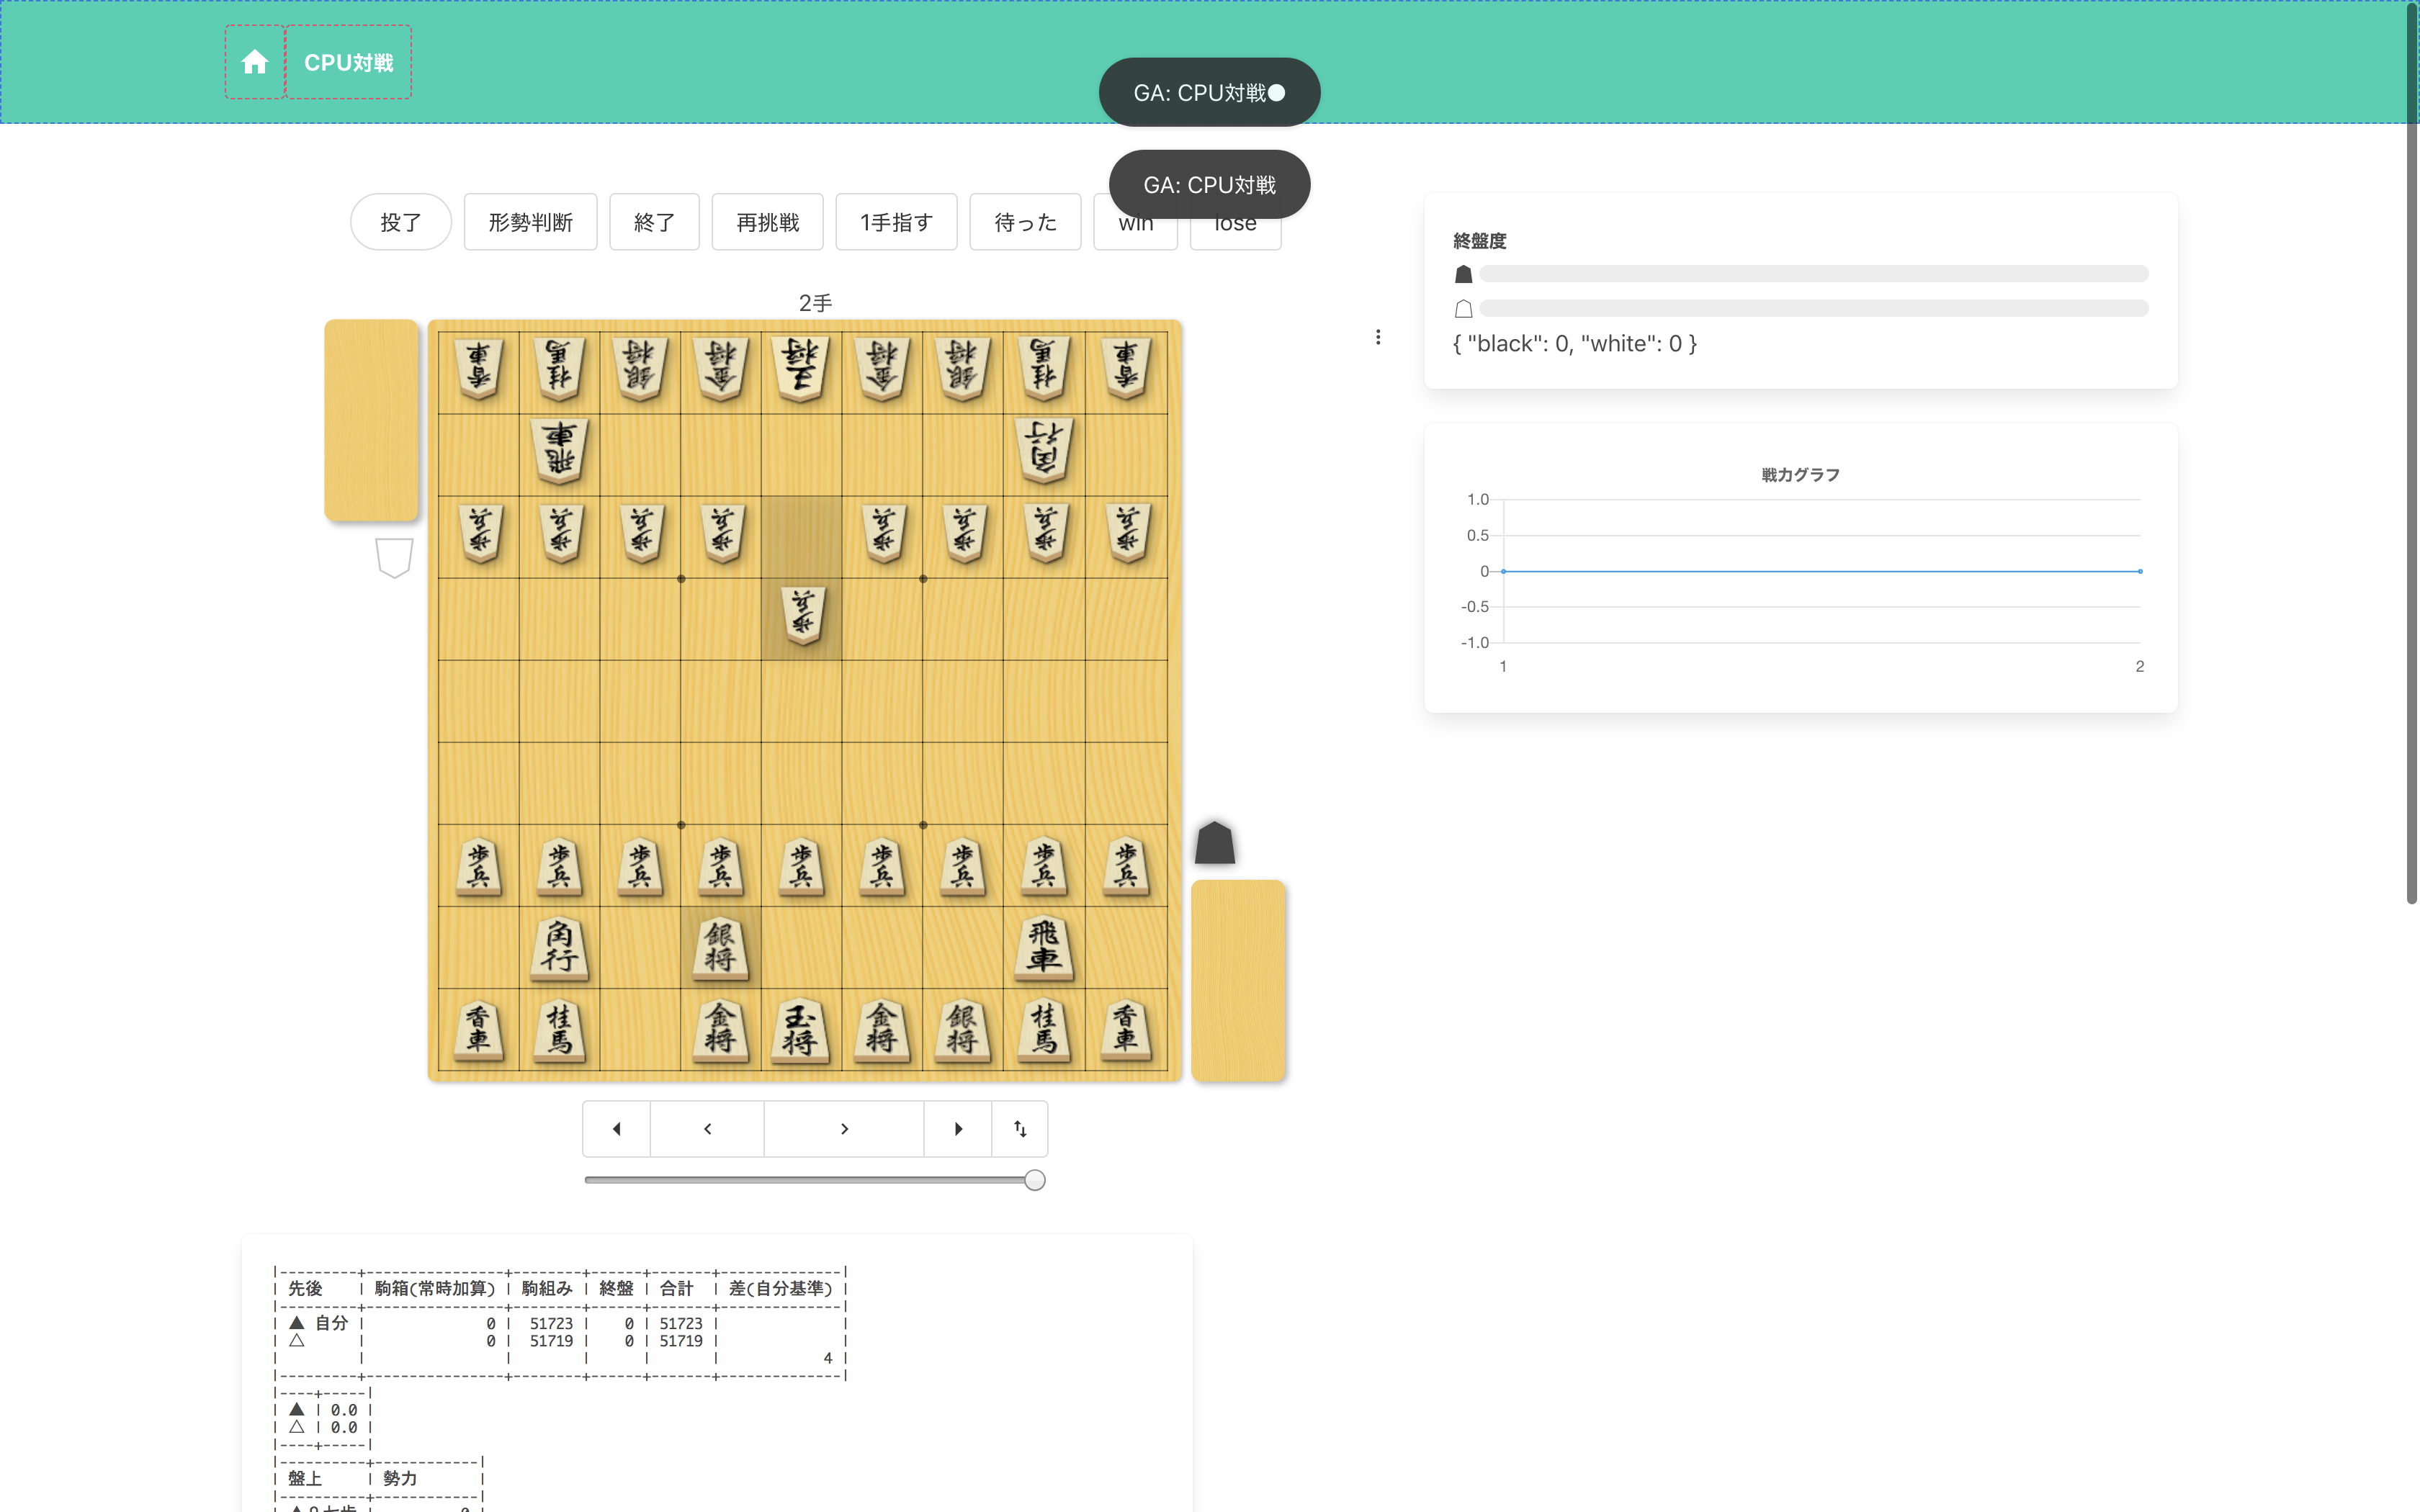 CPU対戦
GA: CPU対戦
GA: CPU対戦
投了 形勢判断 終了 再挑戦 1手指す 待った win lose
2手
香車 桂馬 銀将 金将 王将 金将 銀将 桂馬 香車
飛車 角行
歩兵 歩兵 歩兵 歩兵 歩兵 歩兵 歩兵 歩兵
歩兵
歩兵 歩兵 歩兵 歩兵 歩兵 歩兵 歩兵 歩兵 歩兵
角行 銀将 飛車
香車 桂馬 金将 玉将 金将 銀将 桂馬 香車
終盤度
{ "black": 0, "white": 0 }
戦力グラフ
1.0
0.5
0
-0.5
-1.0
1 2
|---------+----------------+--------+------+-------+--------------|
| 先後 | 駒箱(常時加算) | 駒組み | 終盤 | 合計 | 差(自分基準) |
|---------+----------------+--------+------+-------+--------------|
| ▲ 自分 | 0 | 51723 | 0 | 51723 | |
| △ | 0 | 51719 | 0 | 51719 | |
| | | | | | 4 |
|---------+----------------+--------+------+-------+--------------|
|----+-----|
| ▲ | 0.0 |
| △ | 0.0 |
|----+-----|
|----------+------------|
| 盤上 | 勢力 |
|----------+------------|
| ▲９七歩 | 0 |